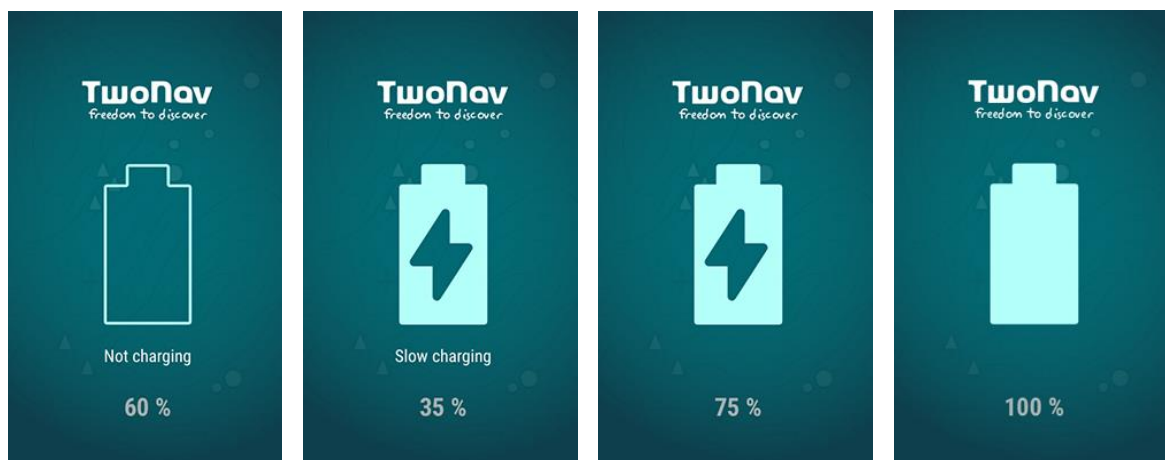 TwoNav
freedom to discover
Not charging
60 %
TwoNav
freedom to discover
Slow charging
35 %
TwoNav
freedom to discover
75 %
TwoNav
freedom to discover
100 %